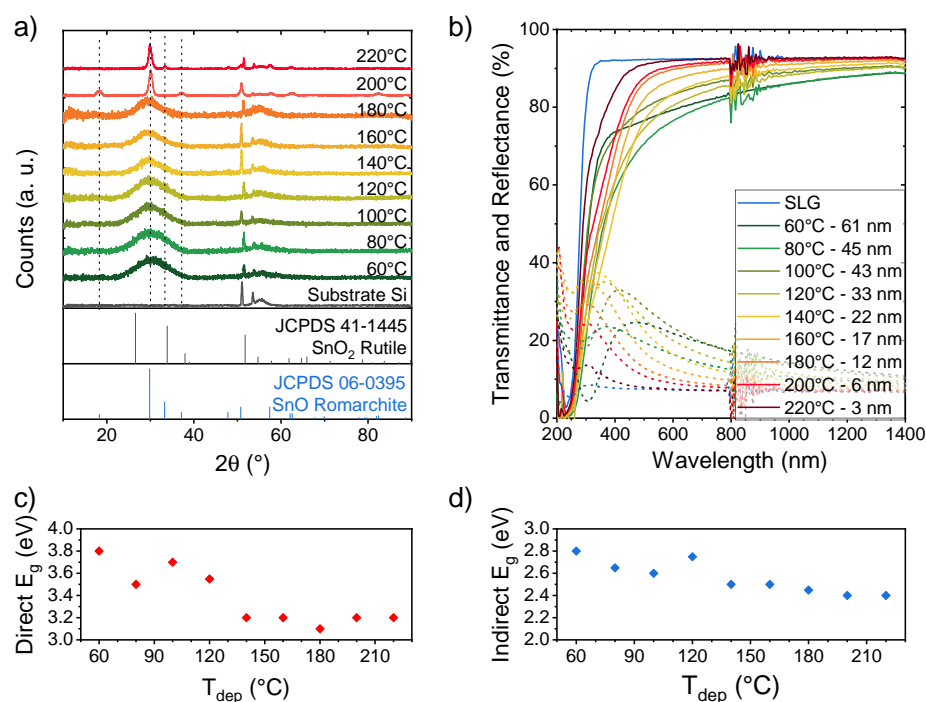 a)
220°C
200°C
180°C
160°C
140°C
120°C
100°C
80°C
60°C
Substrate Si
JCPDS 41-1445
SnO₂ Rutile
JCPDS 06-0395
SnO Romarchite
Counts (a. u.)
20 40 60 80
2θ (°)
b)
Transmittance and Reflectance (%)
100
80
60
40
20
0
SLG
60°C - 61 nm
80°C - 45 nm
100°C - 43 nm
120°C - 33 nm
140°C - 22 nm
160°C - 17 nm
180°C - 12 nm
200°C - 6 nm
220°C - 3 nm
200 400 600 800 1000 1200 1400
Wavelength (nm)
c)
Direct E_g (eV)
4.0
3.8
3.6
3.4
3.2
3.0
60 90 120 150 180 210
T_dep (°C)
d)
Indirect E_g (eV)
3.0
2.8
2.6
2.4
2.2
2.0
60 90 120 150 180 210
T_dep (°C)